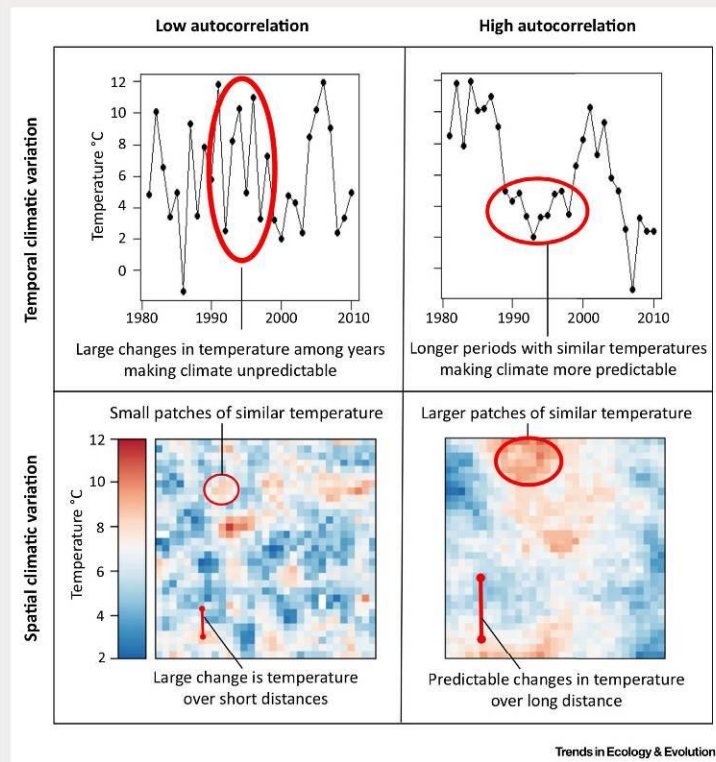 Low autocorrelation
High autocorrelation
Temporal climatic variation
Temperature °C
12
10
8
6
4
2
0
1980
1990
2000
2010
1980
1990
2000
2010
Large changes in temperature among years
making climate unpredictable
Longer periods with similar temperatures
making climate more predictable
Spatial climatic variation
Small patches of similar temperature
Larger patches of similar temperature
Temperature °C
12
10
8
6
4
2
Large change is temperature
over short distances
Predictable changes in temperature
over long distance
Trends in Ecology & Evolution